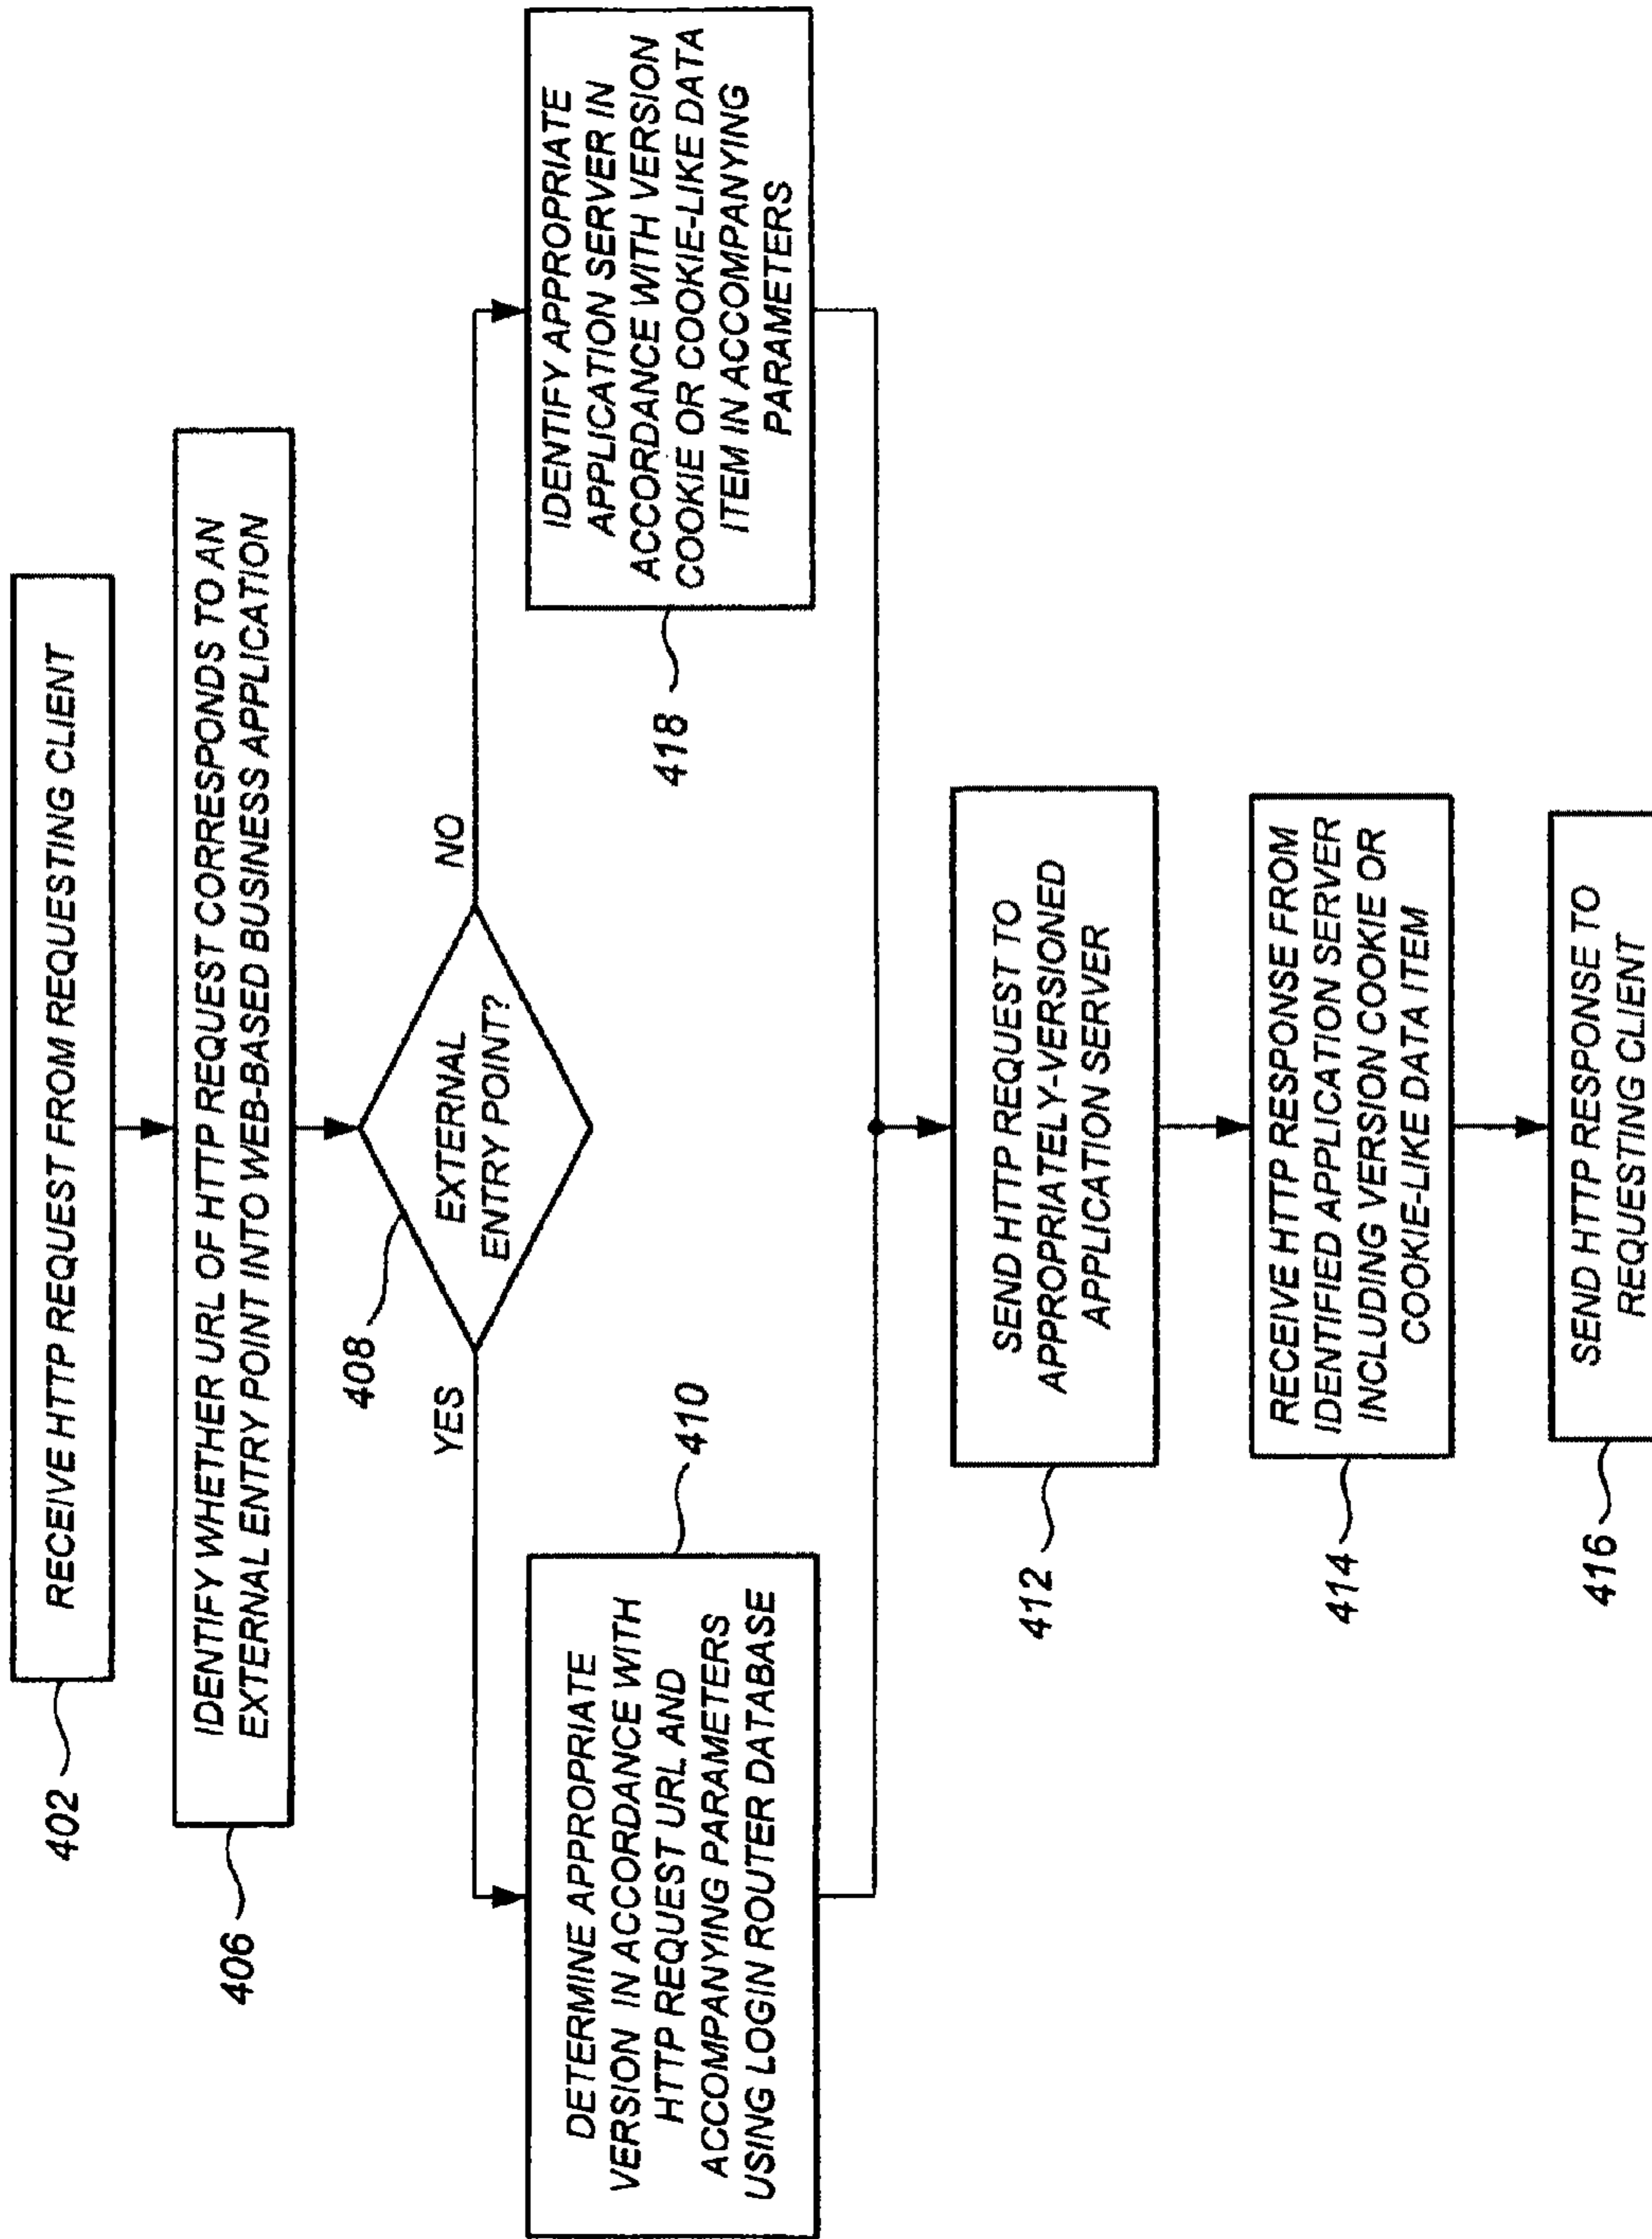 402
RECEIVE HTTP REQUEST FROM REQUESTING CLIENT
406
IDENTIFY WHETHER URL OF HTTP REQUEST CORRESPONDS TO AN
EXTERNAL ENTRY POINT INTO WEB-BASED BUSINESS APPLICATION
408
EXTERNAL
ENTRY POINT?
YES
NO
410
DETERMINE APPROPRIATE
VERSION IN ACCORDANCE WITH
HTTP REQUEST URL AND
ACCOMPANYING PARAMETERS
USING LOGIN ROUTER DATABASE
418
IDENTIFY APPROPRIATE
APPLICATION SERVER IN
ACCORDANCE WITH VERSION
COOKIE OR COOKIE-LIKE DATA
ITEM IN ACCOMPANYING
PARAMETERS
412
SEND HTTP REQUEST TO
APPROPRIATELY-VERSIONED
APPLICATION SERVER
414
RECEIVE HTTP RESPONSE FROM
IDENTIFIED APPLICATION SERVER
INCLUDING VERSION COOKIE OR
COOKIE-LIKE DATA ITEM
416
SEND HTTP RESPONSE TO
REQUESTING CLIENT